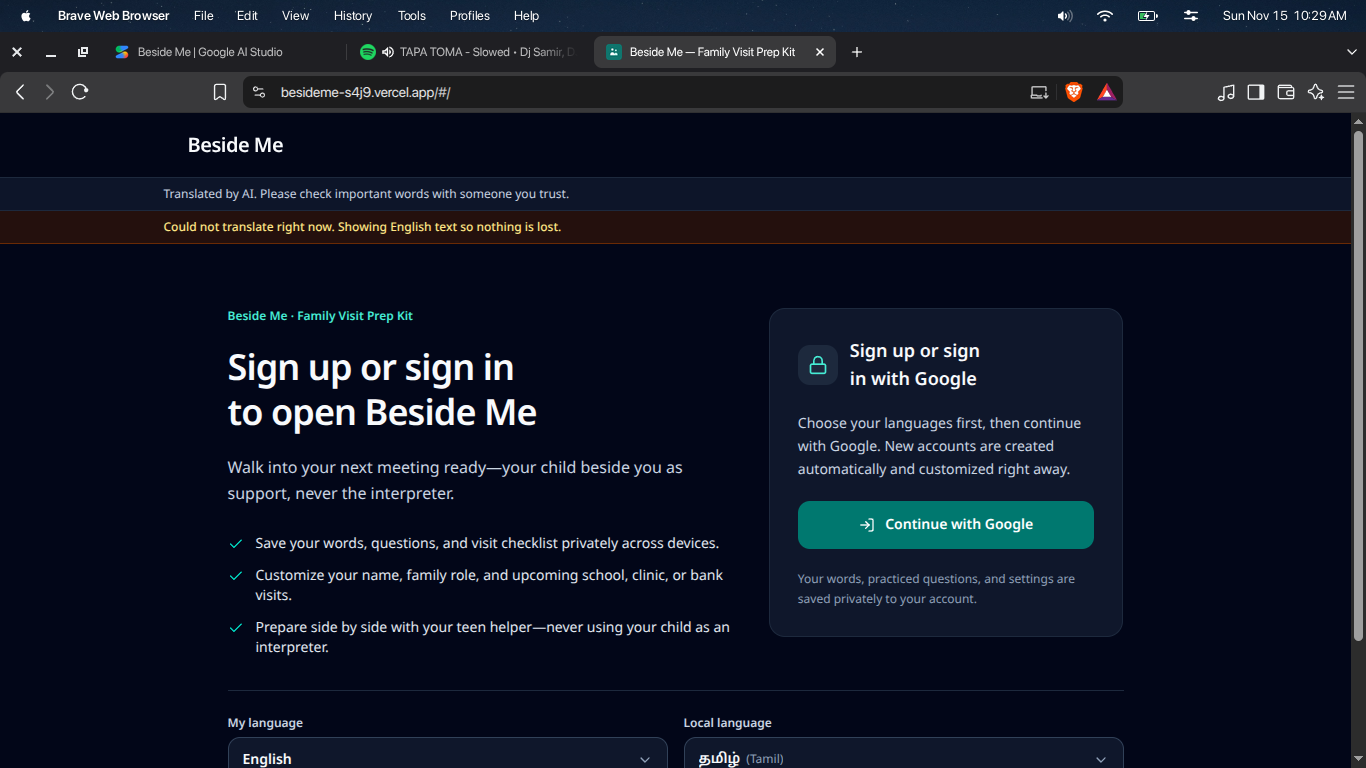 Brave Web Browser File Edit View History Tools Profiles Help Sun Nov 15 10:29 AM
Beside Me | Google AI Studio
TAPA TOMA - Slowed • Dj Samir,
Beside Me — Family Visit Prep Kit
besideme-s4j9.vercel.app/#/
Beside Me
Translated by AI. Please check important words with someone you trust.
Could not translate right now. Showing English text so nothing is lost.
Beside Me · Family Visit Prep Kit
Sign up or sign in
to open Beside Me
Walk into your next meeting ready—your child beside you as
support, never the interpreter.
Save your words, questions, and visit checklist privately across devices.
Customize your name, family role, and upcoming school, clinic, or bank
visits.
Prepare side by side with your teen helper—never using your child as an
interpreter.
Sign up or sign
in with Google
Choose your languages first, then continue
with Google. New accounts are created
automatically and customized right away.
Continue with Google
Your words, practiced questions, and settings are
saved privately to your account.
My language
English
Local language
தமிழ் (Tamil)